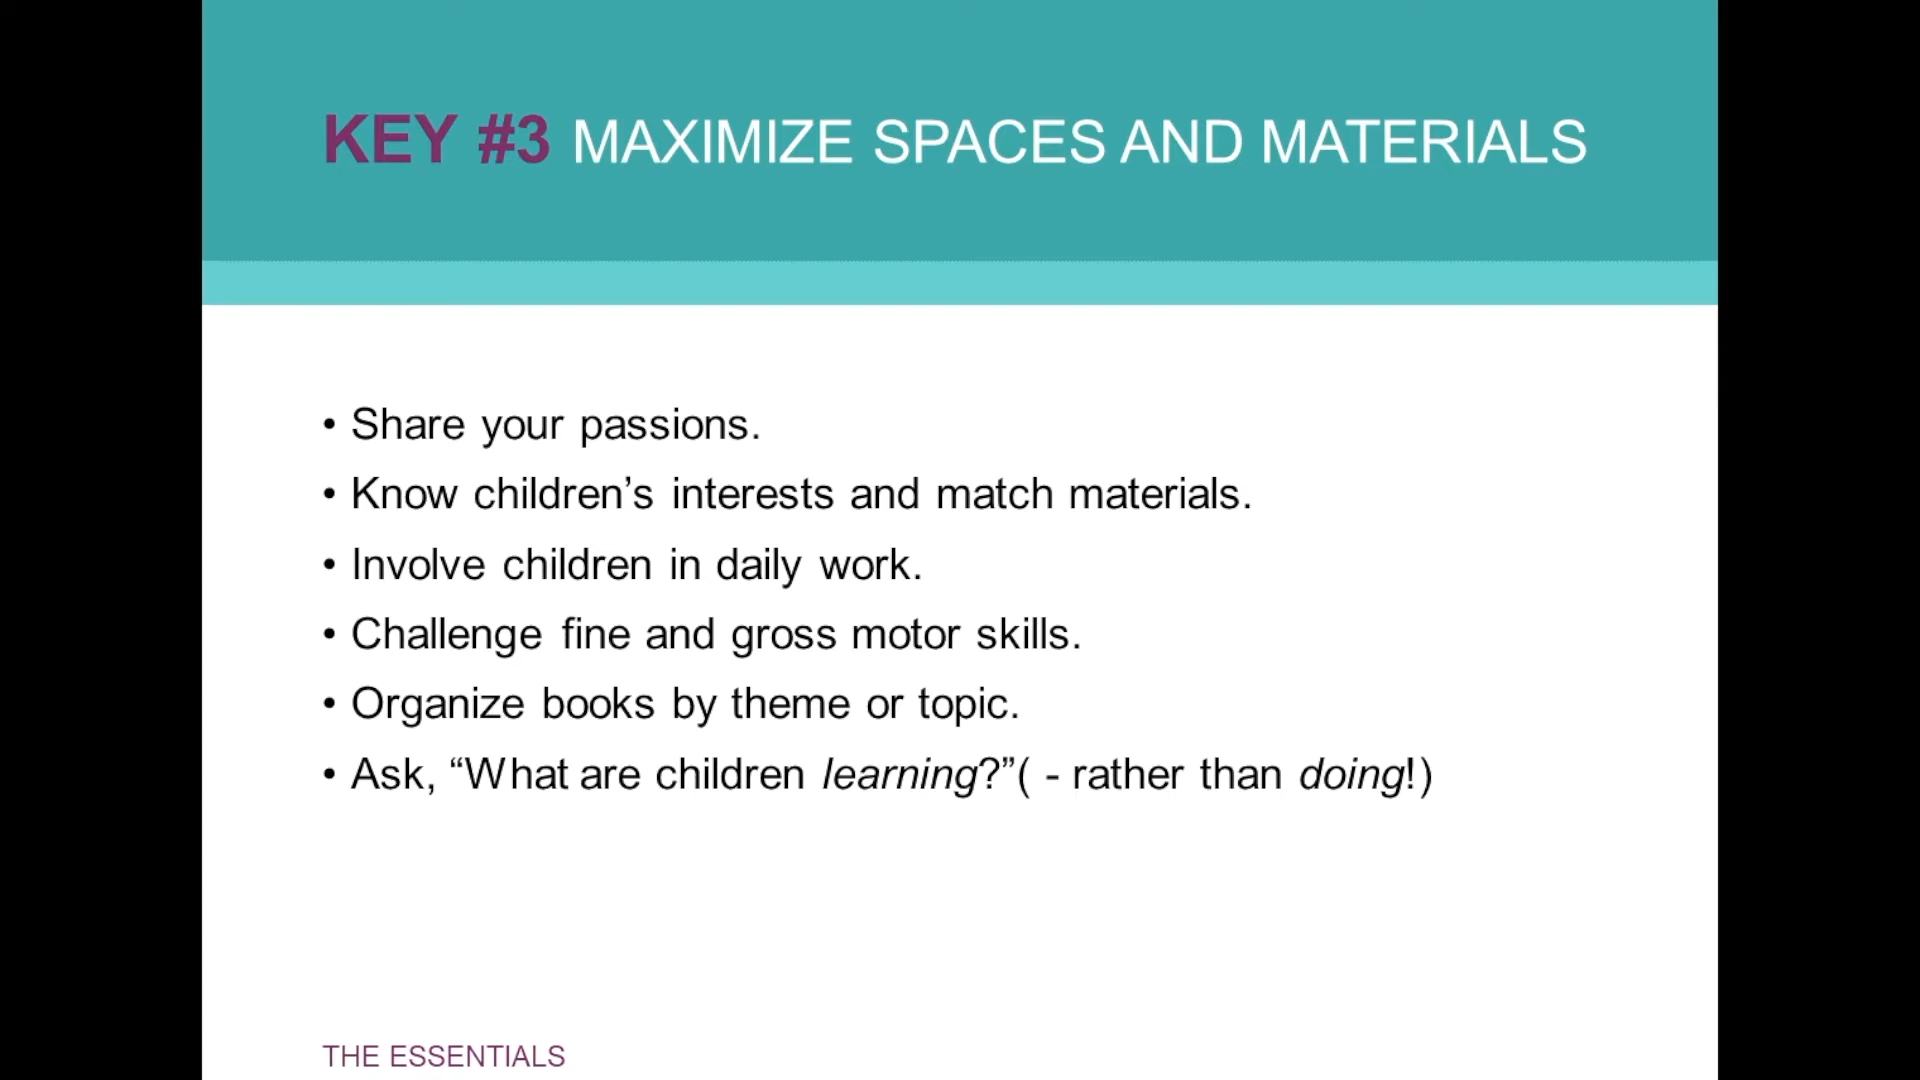 KEY #3 MAXIMIZE SPACES AND MATERIALS
• Share your passions.
• Know children’s interests and match materials.
• Involve children in daily work.
• Challenge fine and gross motor skills.
• Organize books by theme or topic.
• Ask, “What are children learning?”( - rather than doing!)
THE ESSENTIALS